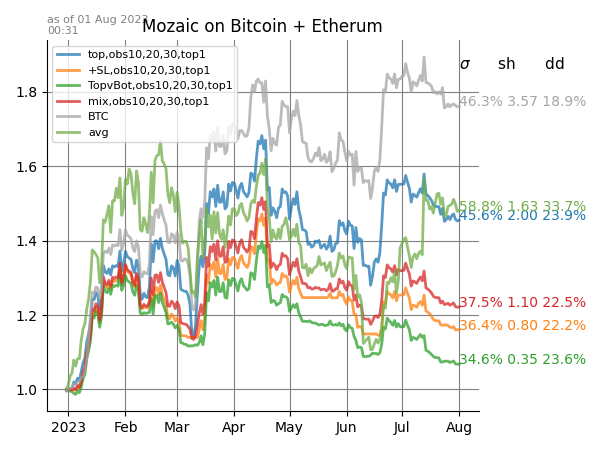 as of 01 Aug 2023
00:31
Mozaic on Bitcoin + Etherum
top,obs10,20,30,top1
+SL,obs10,20,30,top1
TopvBot,obs10,20,30,top1
mix,obs10,20,30,top1
BTC
avg
σ sh dd
46.3% 3.57 18.9%
58.8% 1.63 33.7%
45.6% 2.00 23.9%
37.5% 1.10 22.5%
36.4% 0.80 22.2%
34.6% 0.35 23.6%
1.8
1.6
1.4
1.2
1.0
2023 Feb Mar Apr May Jun Jul Aug